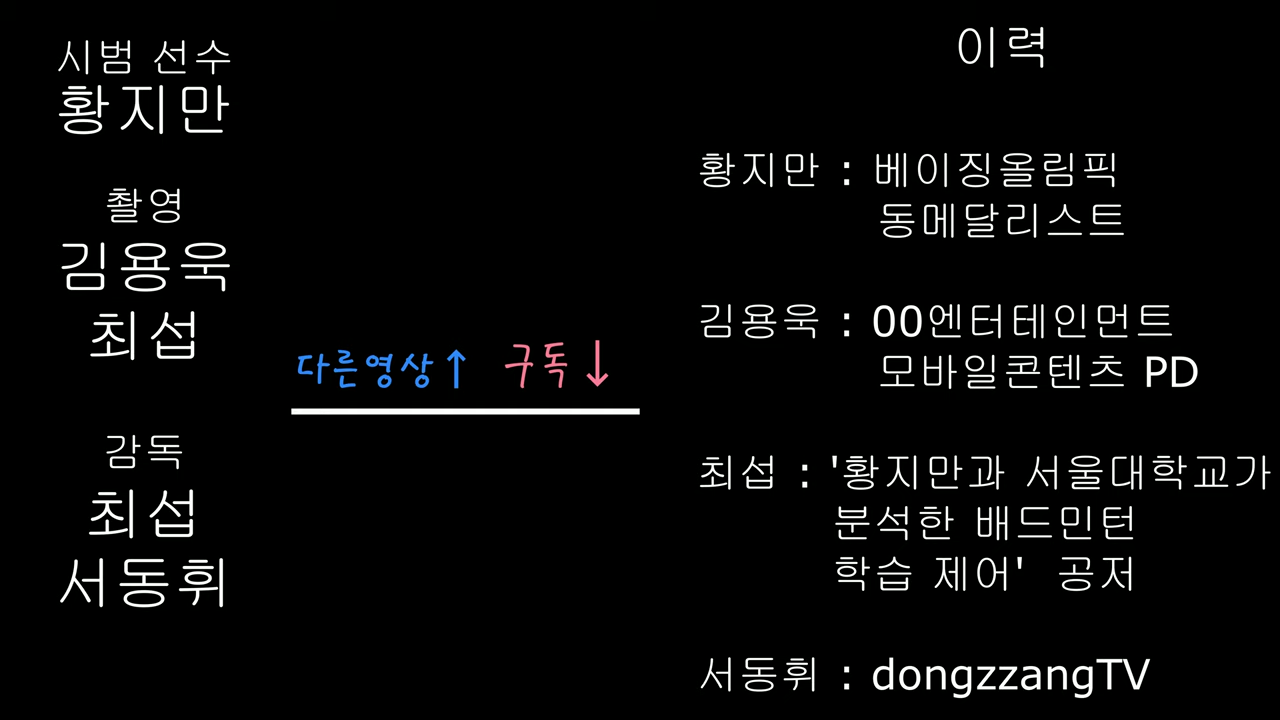 시범 선수
황지만
촬영
김용욱
최섭
감독
최섭
서동휘
다른영상↑ 구독↓
이력
황지만 : 베이징올림픽
동메달리스트
김용욱 : 00엔터테인먼트
모바일콘텐츠 PD
최섭 : '황지만과 서울대학교가
분석한 배드민턴
학습 제어' 공저
서동휘 : dongzzangTV